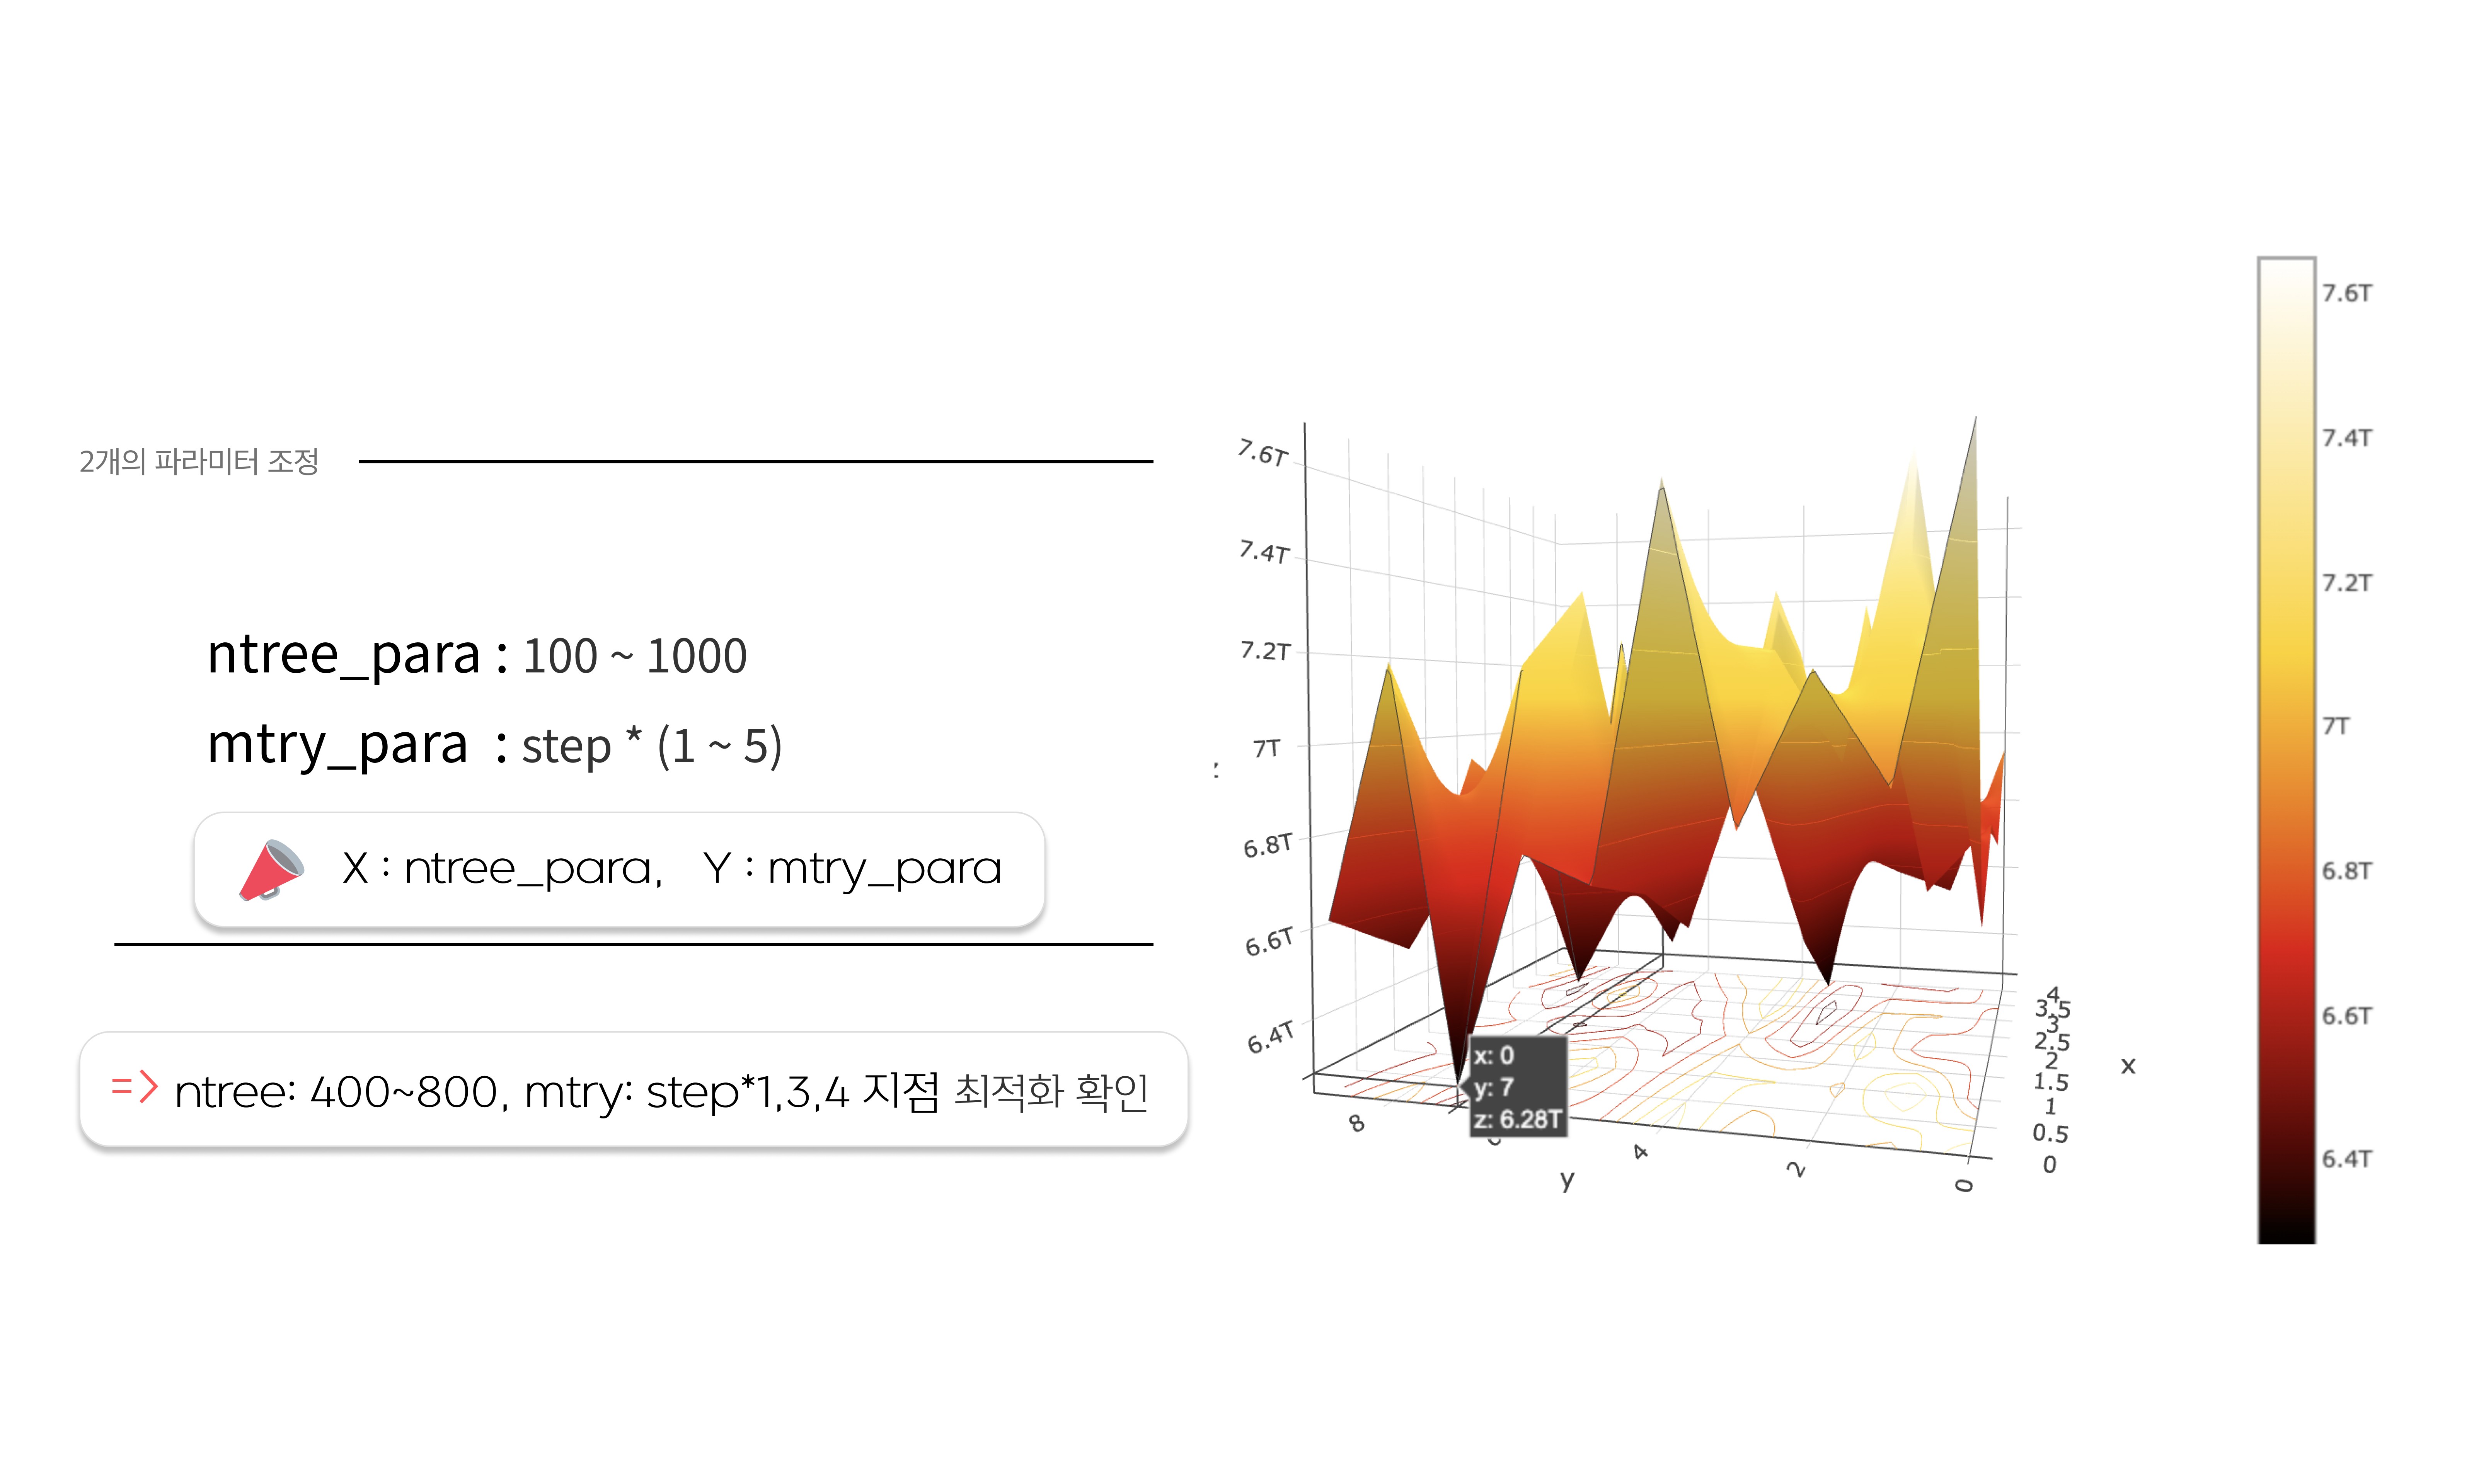 2개의 파라미터 조정
ntree_para : 100 ~ 1000
mtry_para : step * (1 ~ 5)
X : ntree_para, Y : mtry_para
=> ntree: 400~800, mtry: step*1,3,4 지점 최적화 확인
7.6T
7.4T
7.2T
7T
6.8T
6.6T
6.4T
x: 0
y: 7
z: 6.28T
8
4
2
0
y
4
3.5
3
2.5
2
1.5
1
0.5
0
x
7.6T
7.4T
7.2T
7T
6.8T
6.6T
6.4T